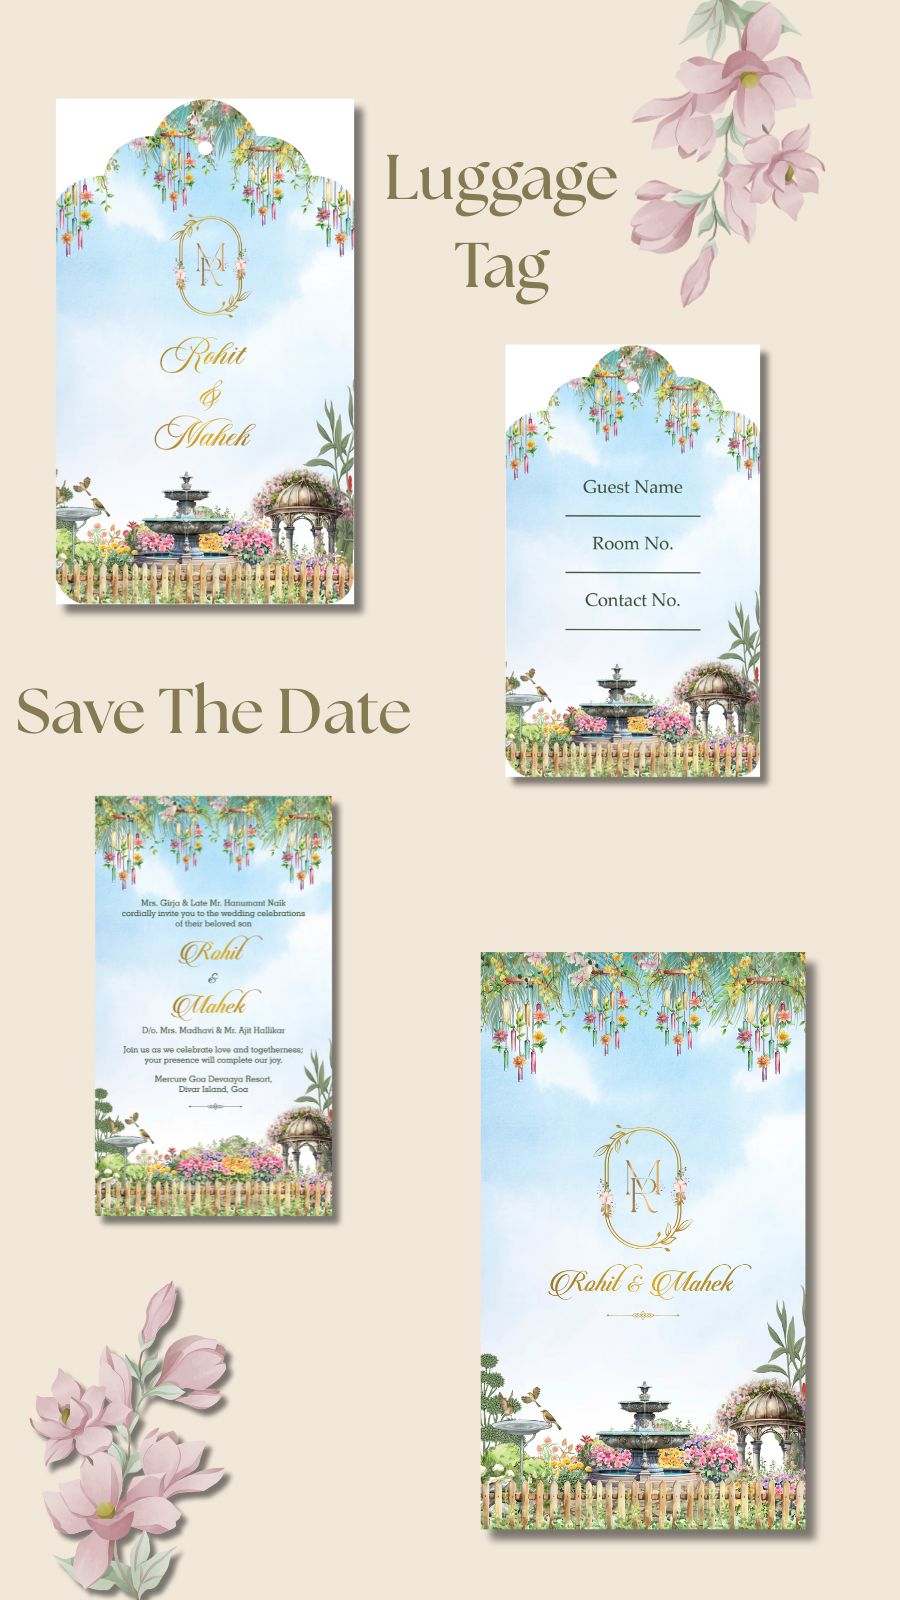 Luggage
Tag
MR
Rohit
&
Mahek
Guest Name
Room No.
Contact No.
Save The Date
Mrs. Girja & Late Mr. Hanumant Naik
cordially invite you to the wedding celebrations
of their beloved son
Rohil
&
Mahek
D/o. Mrs. Madhavi & Mr. Ajit Hallikar
Join us as we celebrate love and togetherness;
your presence will complete our joy.
Mercure Goa Devaaya Resort,
Divar Island, Goa
MR
Rohil & Mahek